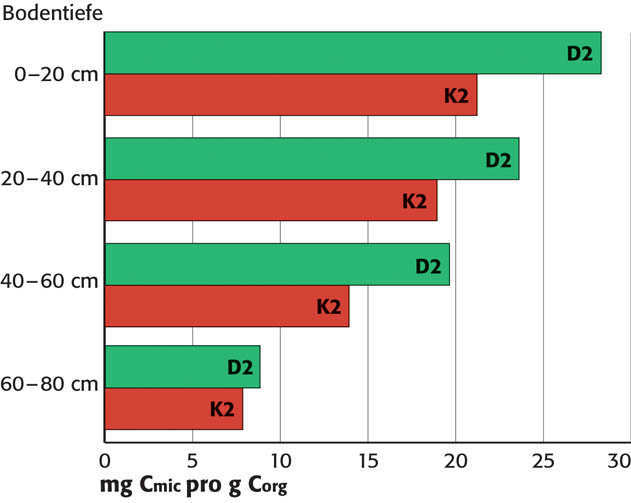 Bodentiefe
D2
0–20 cm
K2
D2
20–40 cm
K2
D2
40–60 cm
K2
D2
60–80 cm
K2
0 5 10 15 20 25 30
mg Cmic pro g Corg